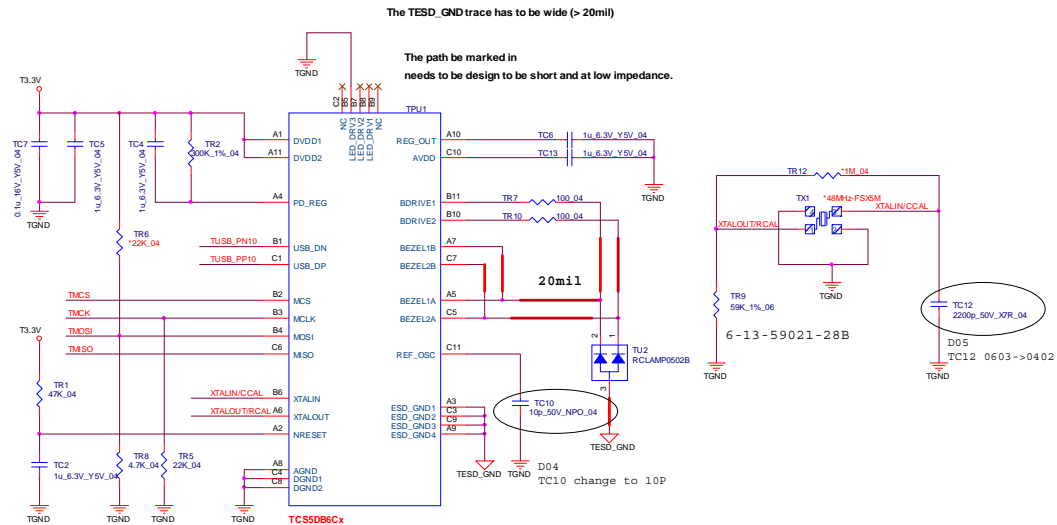 The TESD_GND trace has to be wide (> 20mil)
The path be marked in
needs to be design to be short and at low impedance.
TGND
T3.3V
TC7
0.1u_16V_Y5V_04
TC5
1u_6.3V_Y5V_04
TC4
1u_6.3V_Y5V_04
TR2
300K_1%_04
TGND
TR6
*22K_04
TUSB_PN10
TUSB_PP10
TMCS
TMCK
TMOSI
TMISO
T3.3V
TR1
47K_04
XTALIN/CCAL
XTALOUT/RCAL
TC2
1u_6.3V_Y5V_04
TR8
4.7K_04
TR5
22K_04
TGND
TGND
TGND
TGND
TPU1
C2
B5
B7
B8
B9
NC
LED_DRV3
LED_DRV2
LED_DRV1
NC
A1 DVDD1
A11 DVDD2
A4 PD_REG
B1 USB_DN
C1 USB_DP
B2 MCS
B3 MCLK
B4 MOSI
C6 MISO
B6 XTALIN
A6 XTALOUT
A2 NRESET
A8 AGND
C4 DGND1
C8 DGND2
REG_OUT A10
AVDD C10
BDRIVE1 B11
BDRIVE2 B10
BEZEL1B A7
BEZEL2B C7
BEZEL1A A5
BEZEL2A C5
REF_OSC C11
ESD_GND1 A3
ESD_GND2 C3
ESD_GND3 C9
ESD_GND4 A9
TCS5DB6Cx
TC6 1u_6.3V_Y5V_04
TC13 1u_6.3V_Y5V_04
TGND
TR7 100_04
TR10 100_04
20mil
2
1
TU2
RCLAMP0502B
3
TC10
10p_50V_NPO_04
TESD_GND
TESD_GND
TGND
D04
TC10 change to 10P
TR12 *1M_04
TX1 *48MHz-FSX5M
XTALIN/CCAL
XTALOUT/RCAL
TGND
TR9
59K_1%_06
6-13-59021-28B
TC12
2200p_50V_X7R_04
D05
TC12 0603->0402
TGND
TGND